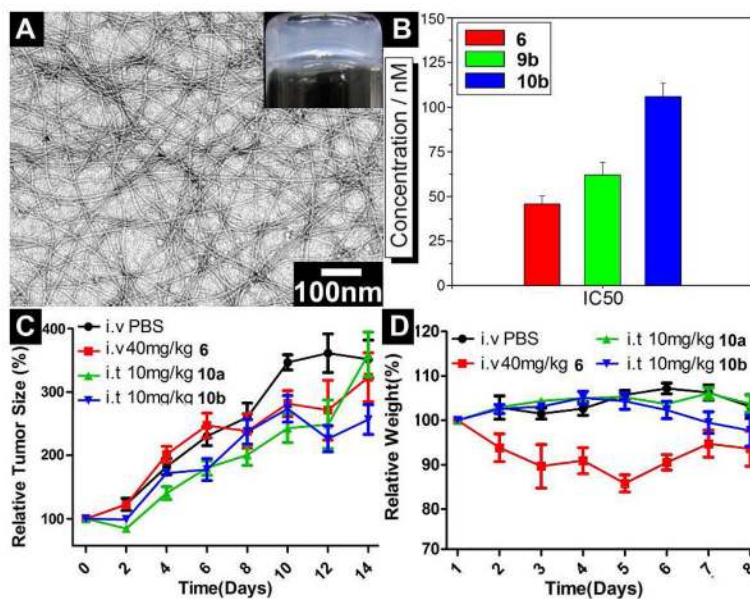 A
100nm
B
Concentration / nM
150
125
100
75
50
25
0
6
9b
10b
IC50
C
Relative Tumor Size (%)
400
300
200
100
i.v PBS
i.v 40mg/kg 6
i.t 10mg/kg 10a
i.t 10mg/kg 10b
0 2 4 6 8 10 12 14
Time(Days)
D
Relative Weight(%)
120
110
100
90
80
70
i.v PBS
i.v 40mg/kg 6
i.t 10mg/kg 10a
i.t 10mg/kg 10b
1 2 3 4 5 6 7 8
Time(Days)